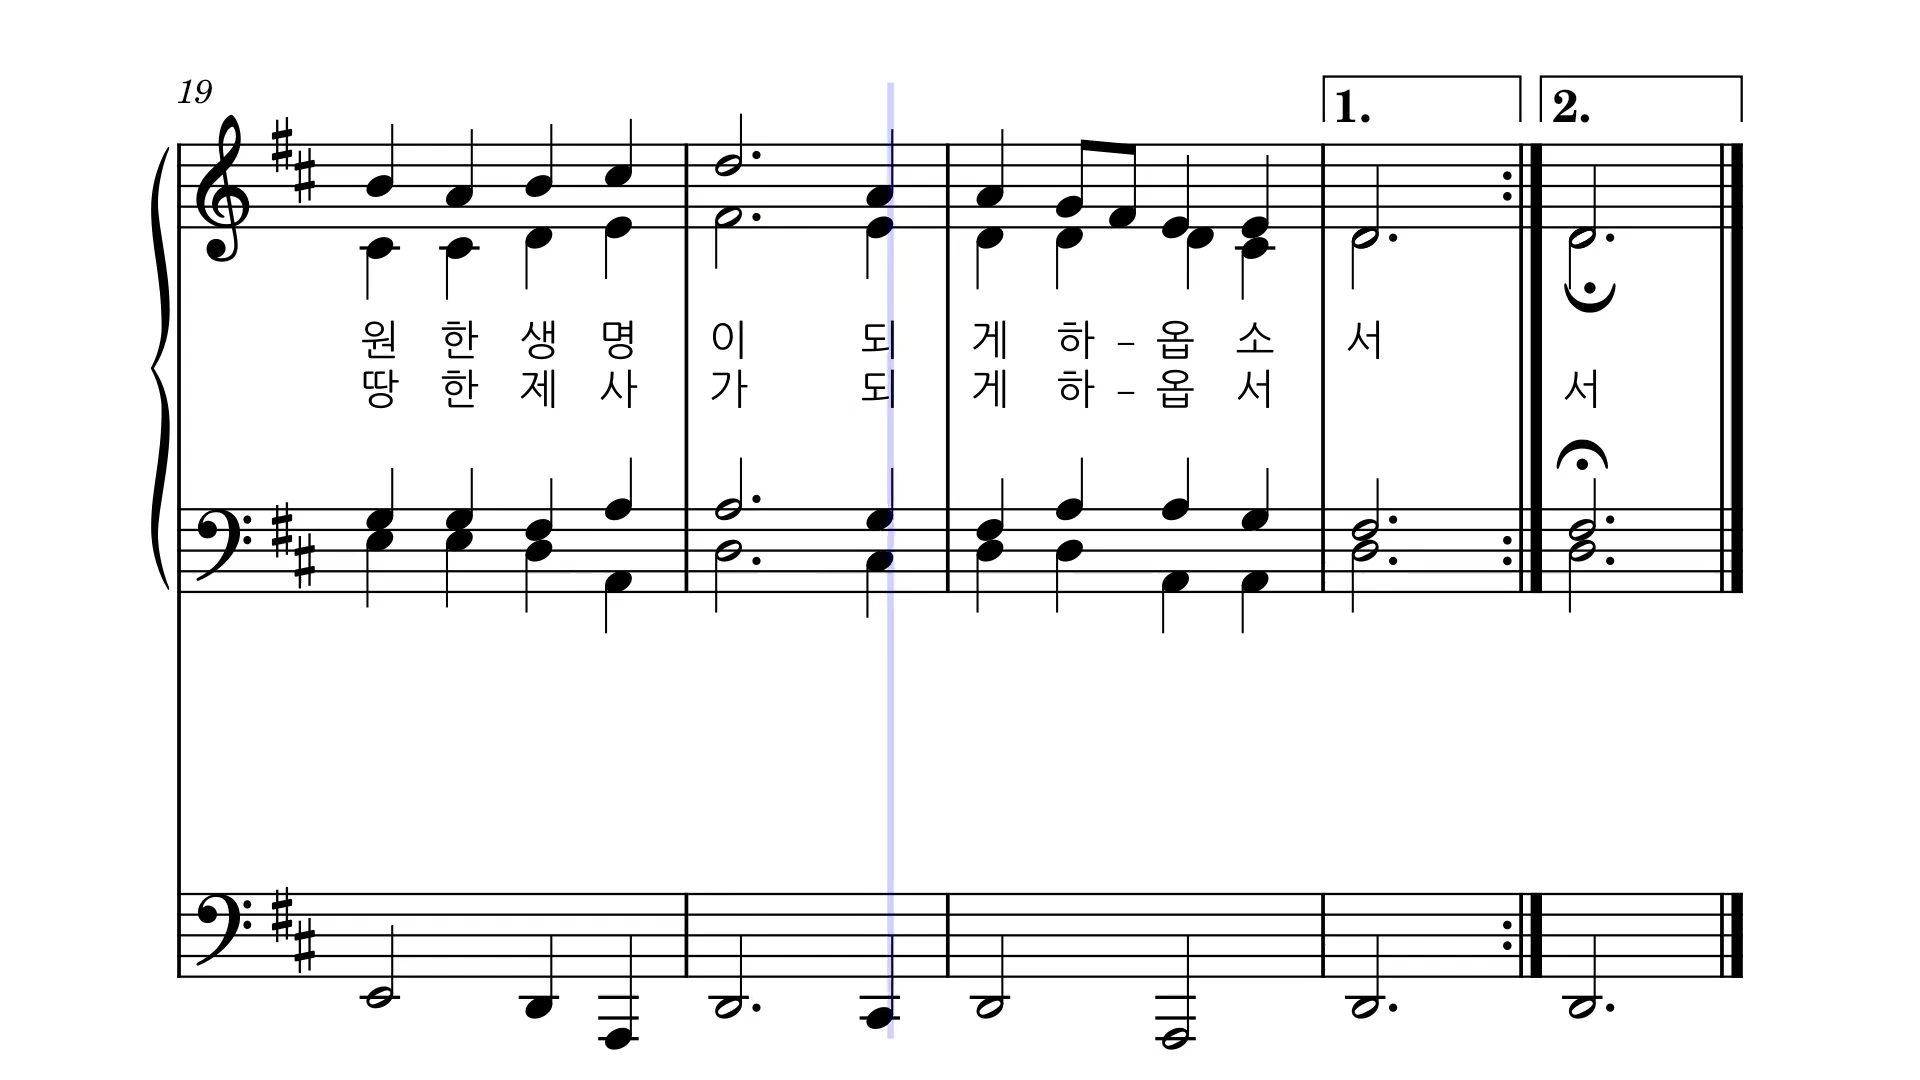 19
1. 2.
원 한 생 명 이 되 게 하 - 옵 소 서
땅 한 제 사 가 되 게 하 - 옵 서 서